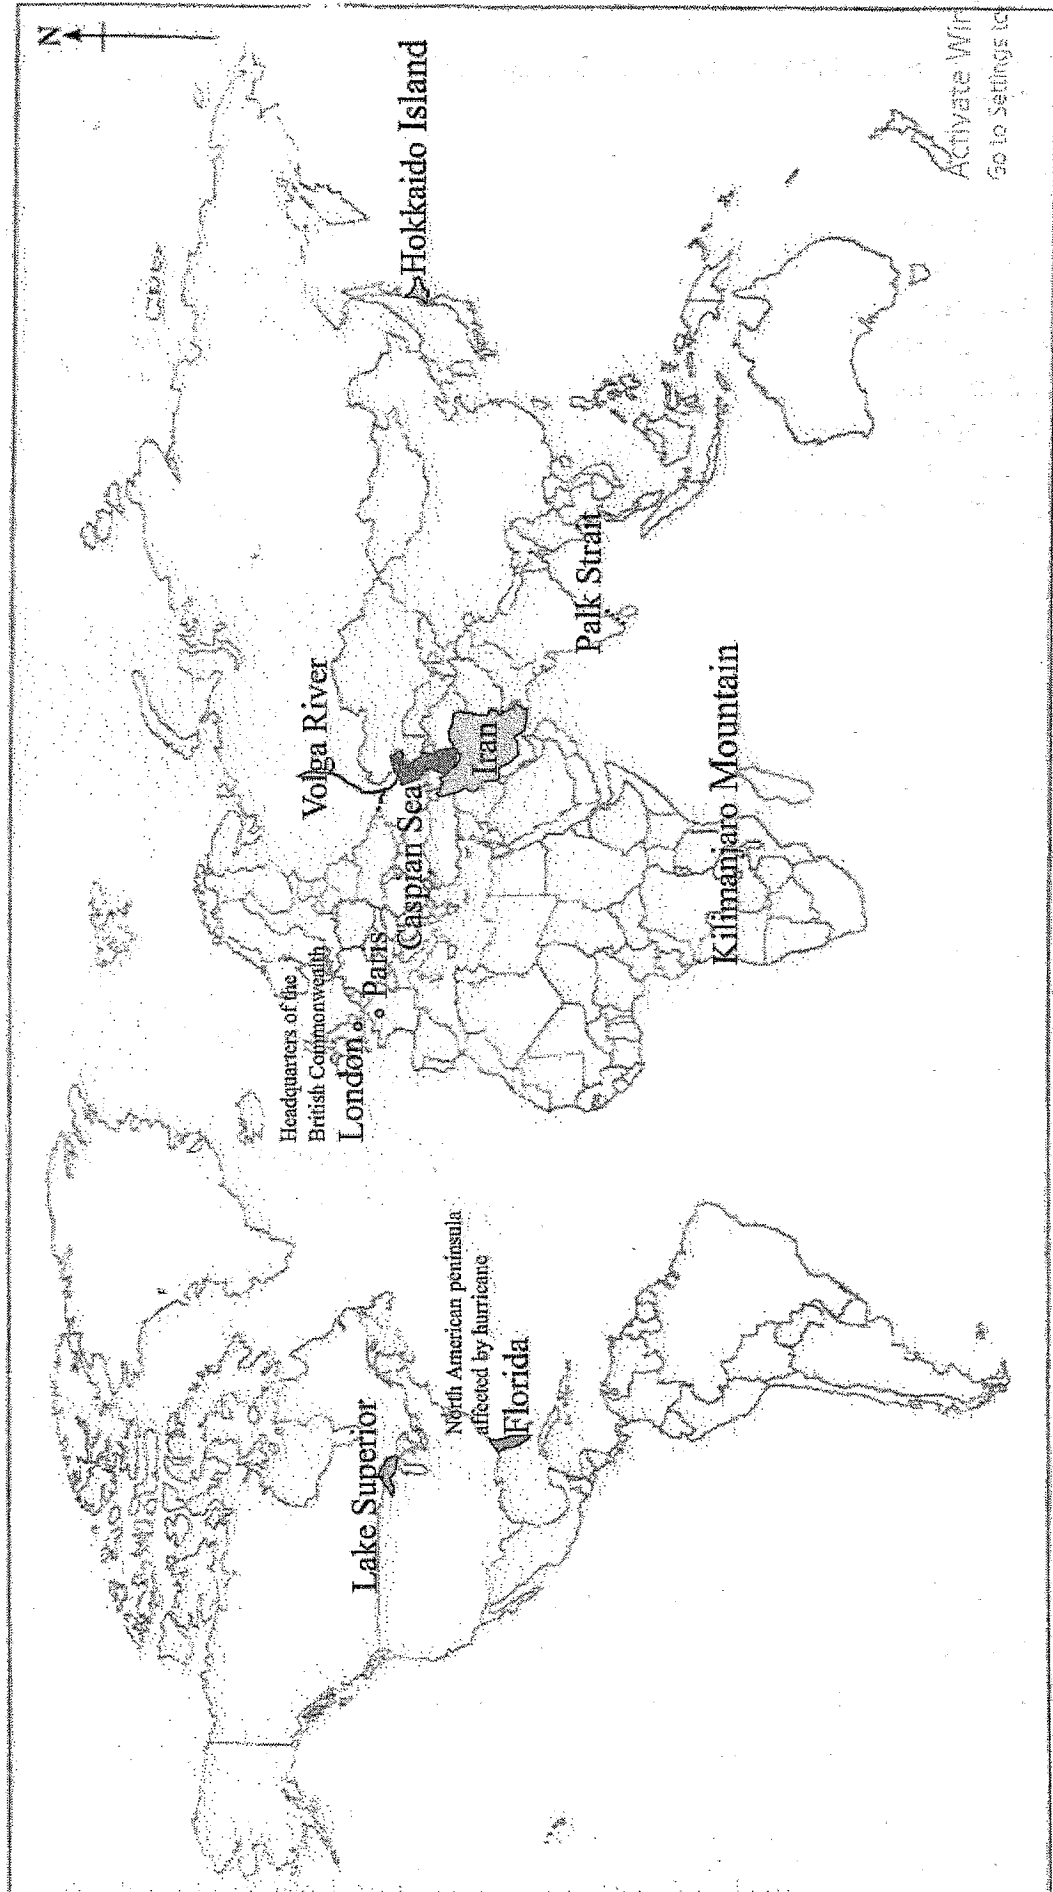 N
Hokkaido Island
Palk Strait
Volga River
Caspian Sea
Iran
Kilimanjaro Mountain
Headquarters of the
British Commonwealth
London
Paris
North American peninsula
affected by hurricane
Florida
Lake Superior
Activate Win
Go to Settings to